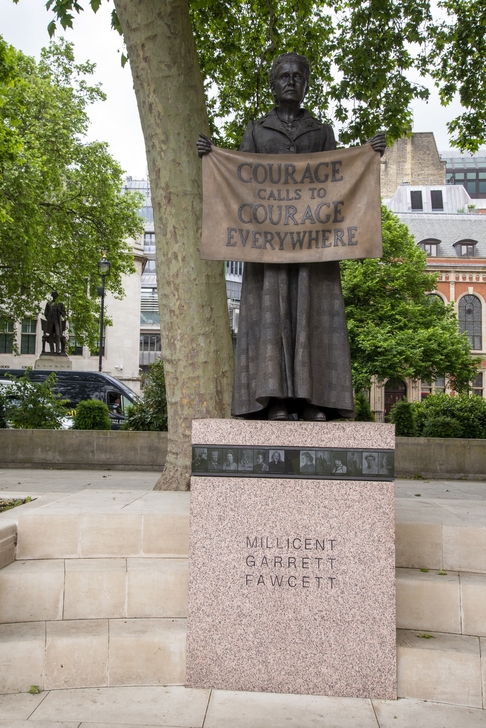 COURAGE
CALLS TO
COURAGE
EVERYWHERE
MILLICENT
GARRETT
FAWCETT